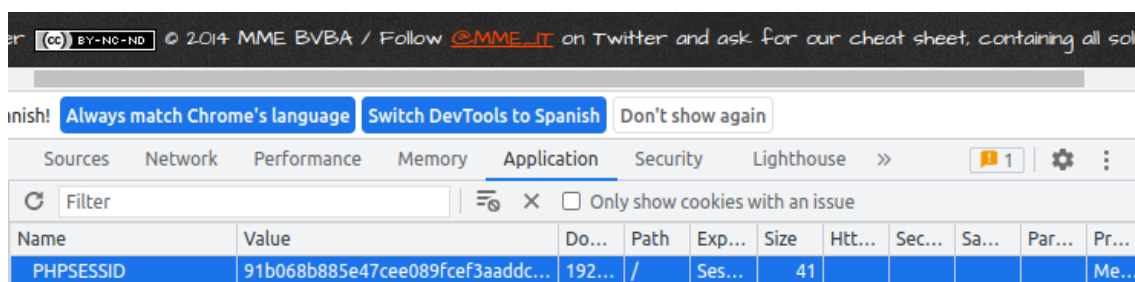 er (cc) BY-NC-ND © 2014 MME BVBA / Follow @MME_IT on Twitter and ask for our cheat sheet, containing all sol
nish! Always match Chrome's language Switch DevTools to Spanish Don't show again
Sources Network Performance Memory Application Security Lighthouse » 1
Filter Only show cookies with an issue
Name Value Do... Path Exp... Size Htt... Sec... Sa... Par... Pr...
PHPSESSID 91b068b885e47cee089fcef3aaddc... 192... / Ses... 41 Me...